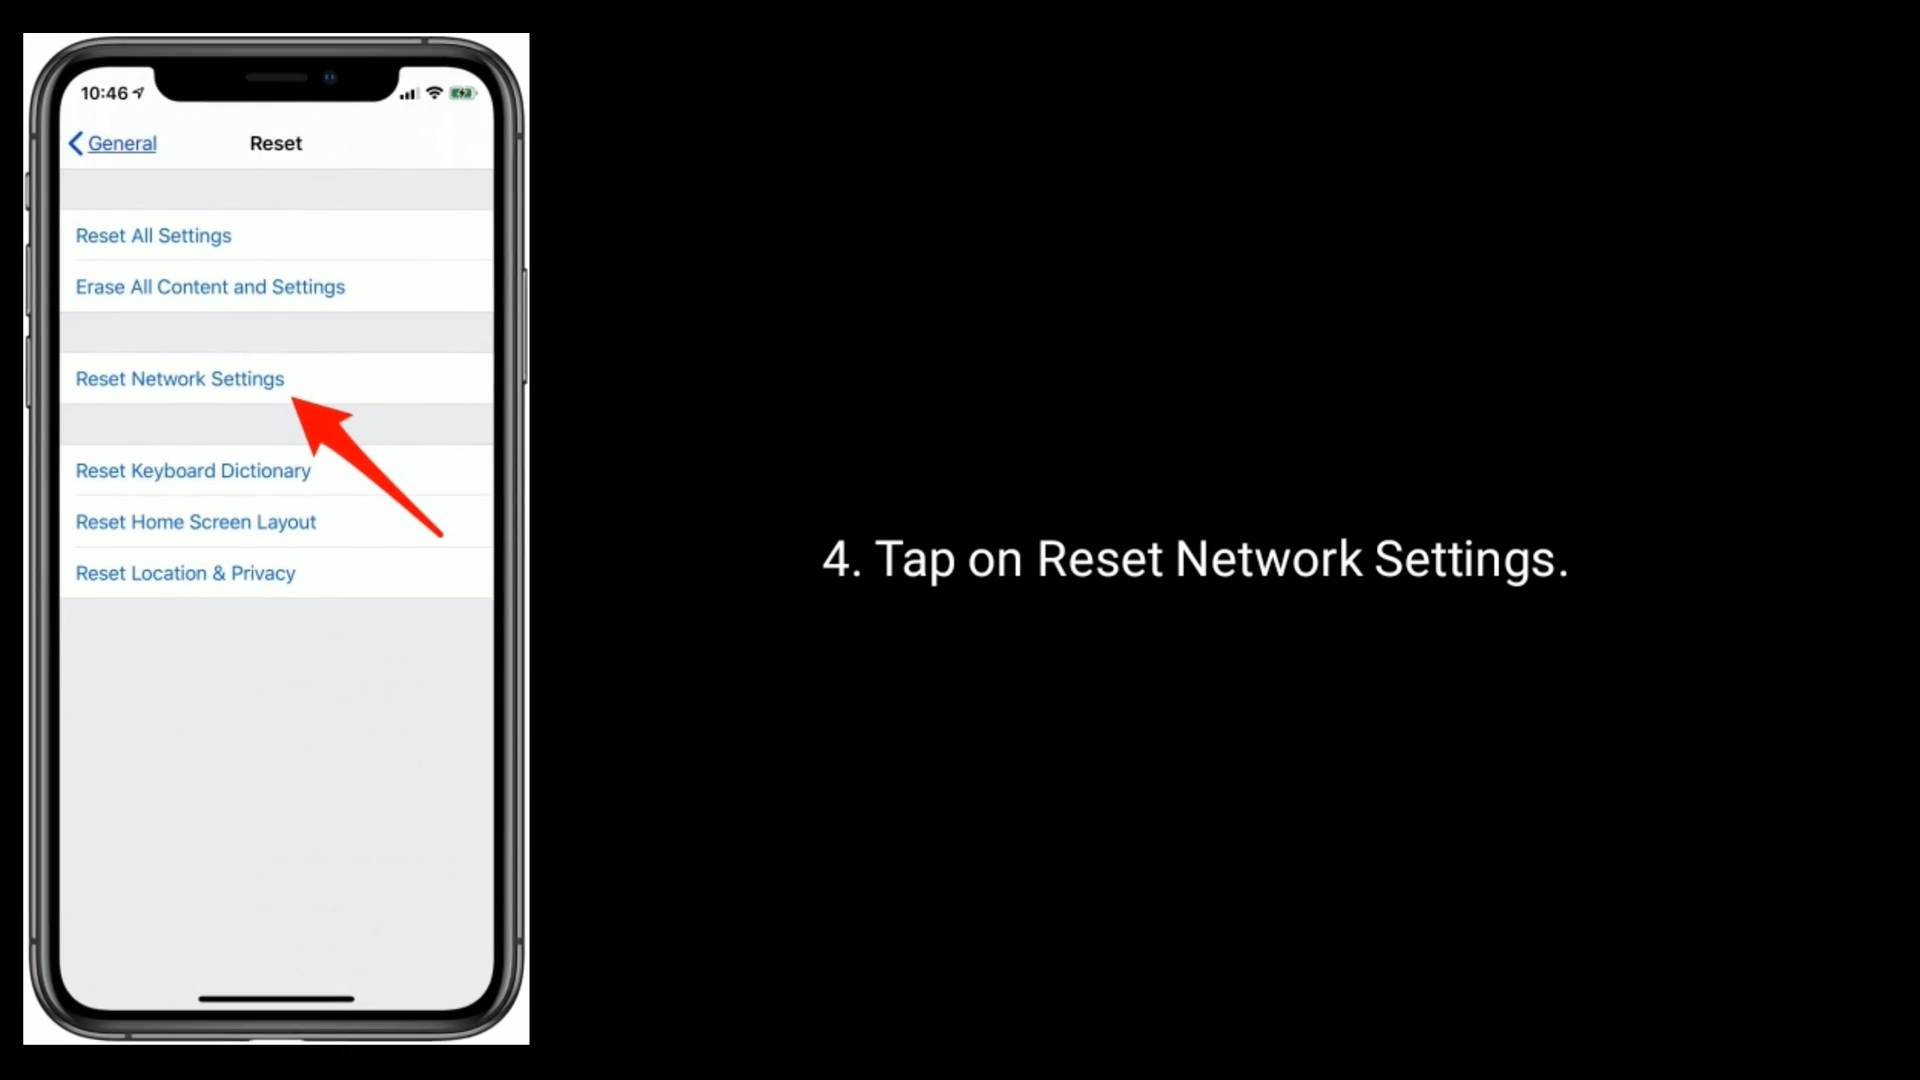 10:46
General
Reset
Reset All Settings
Erase All Content and Settings
Reset Network Settings
Reset Keyboard Dictionary
Reset Home Screen Layout
Reset Location & Privacy
4. Tap on Reset Network Settings.